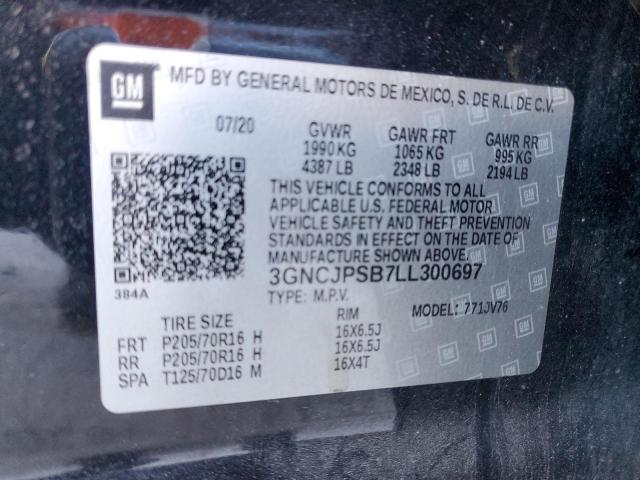 GM
MFD BY GENERAL MOTORS DE MEXICO, S. DE R.L. DE C.V.
07/20 GVWR GAWR FRT GAWR RR
1990 KG 1065 KG 995 KG
4387 LB 2348 LB 2194 LB
THIS VEHICLE CONFORMS TO ALL
APPLICABLE U.S. FEDERAL MOTOR
VEHICLE SAFETY AND THEFT PREVENTION
STANDARDS IN EFFECT ON THE DATE OF
MANUFACTURE SHOWN ABOVE.
3GNCJPSB7LL300697
384A TYPE: M.P.V. MODEL: 771JV76
TIRE SIZE RIM
FRT P205/70R16 H 16X6.5J
RR P205/70R16 H 16X6.5J
SPA T125/70D16 M 16X4T